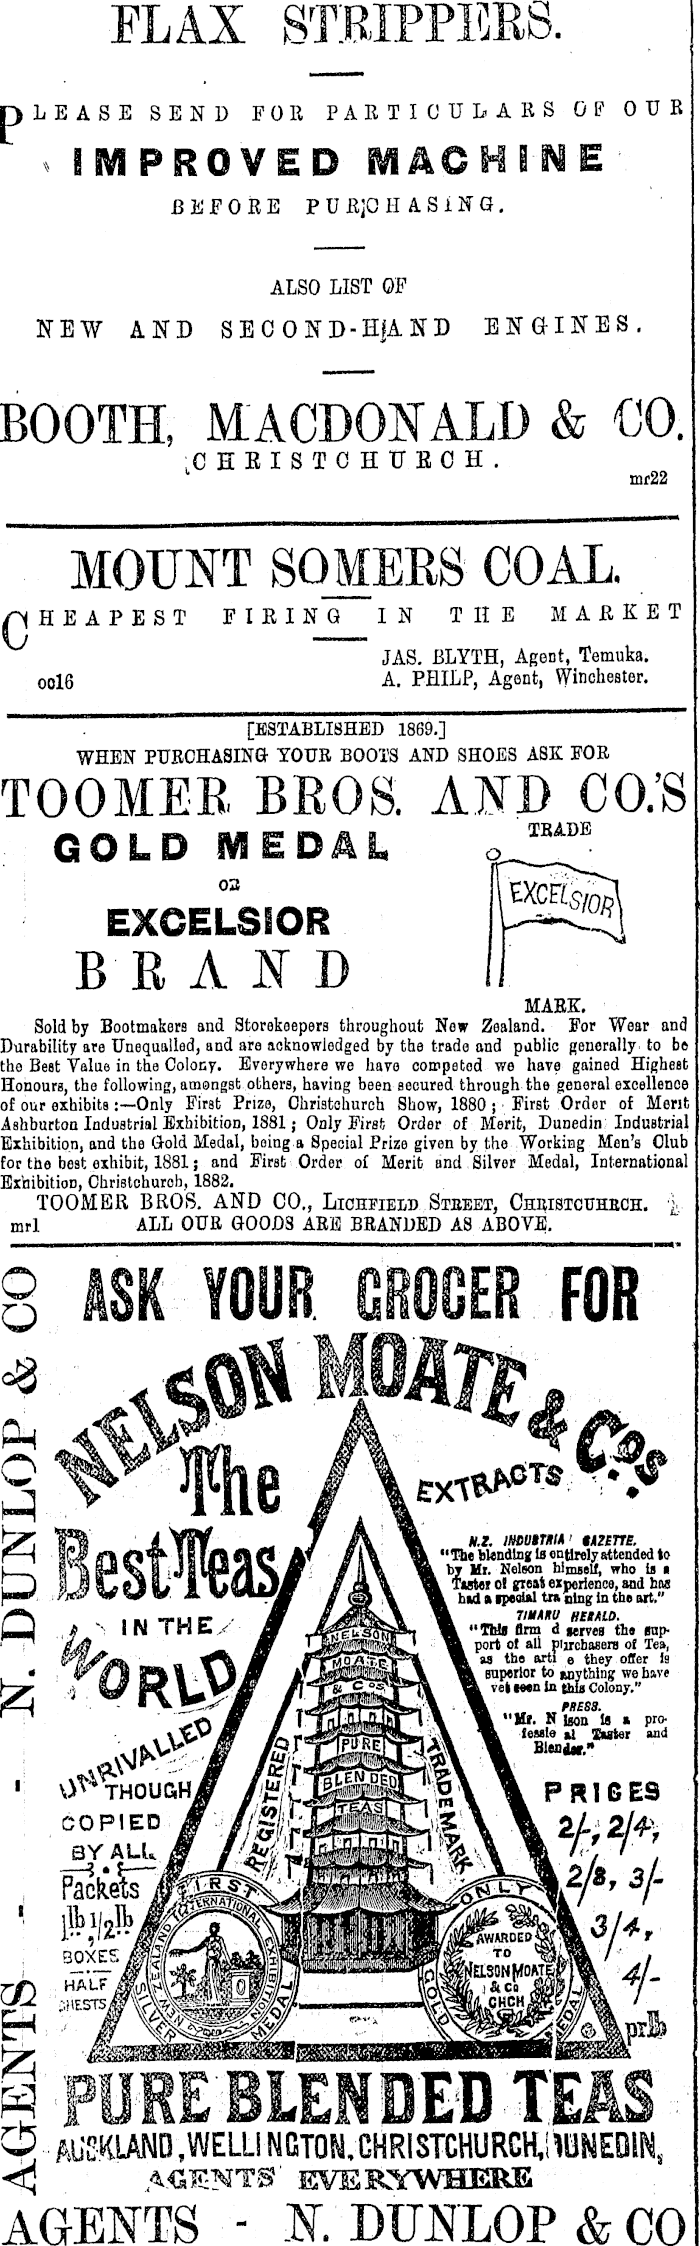 FLAX STRIPPERS.
PLEASE SEND FOR PARTICULARS OF OUR
IMPROVED MACHINE
BEFORE PURCHASING.
ALSO LIST OF
NEW AND SECOND-HAND ENGINES.
BOOTH, MACDONALD & CO.
CHRISTCHURCH.
mr22
MOUNT SOMERS COAL.
CHEAPEST FIRING IN THE MARKET
JAS. BLYTH, Agent, Temuka.
oc16 A. PHILP, Agent, Winchester.
[ESTABLISHED 1869.]
WHEN PURCHASING YOUR BOOTS AND SHOES ASK FOR
TOOMER BROS. AND CO.'S
GOLD MEDAL
OR
EXCELSIOR
BRAND
TRADE
EXCELSIOR
MARK.
Sold by Bootmakers and Storekeepers throughout New Zealand. For Wear and
Durability are Unequalled, and are acknowledged by the trade and public generally to be
the Best Value in the Colony. Everywhere we have competed we have gained Highest
Honours, the following, amongst others, having been secured through the general excellence
of our exhibits:—Only First Prize, Christchurch Show, 1880; First Order of Merit
Ashburton Industrial Exhibition, 1881; Only First Order of Merit, Dunedin Industrial
Exhibition, and the Gold Medal, being a Special Prize given by the Working Men's Club
for the best exhibit, 1881; and First Order of Merit and Silver Medal, International
Exhibition, Christchurch, 1882.
TOOMER BROS. AND CO., LICHFIELD STREET, CHRISTCUHRCH.
mr1 ALL OUR GOODS ARE BRANDED AS ABOVE.
AGENTS - - N. DUNLOP & CO
ASK YOUR GROCER FOR
NELSON MOATE & Co's.
The
Best Teas
IN THE
WORLD
UNRIVALLED
THOUGH
COPIED
BY ALL
Packets
1lb, 1/2lb
BOXES
HALF
CHESTS
EXTRACTS
N.Z. INDUSTRIA' GAZETTE.
"The blending is entirely attended to
by Mr. Nelson himself, who is a
Taster of great experience, and has
had a special tra ning in the art."
TIMARU HERALD.
"This firm d serves the sup-
port of all purchasers of Tea,
as the arti e they offer is
superior to anything we have
yet seen in this Colony."
PRESS.
"Mr. N lson is a pro-
fessio al Taster and
Blender."
NELSON
MOATE
& Cos
PURE
BLENDED
TEAS
REGISTERED
TRADE MARK
FIRST
NEW ZEALAND INTERNATIONAL EXHIBITION
SILVER MEDAL
ONLY
GOLD MEDAL
AWARDED
TO
NELSON MOATE
& Co
CHCH
PRICES
2/-, 2/4,
2/8, 3/-
3/4,
4/-
prlb
PURE BLENDED TEAS
AUCKLAND, WELLINGTON, CHRISTCHURCH, DUNEDIN,
AGENTS EVERYWHERE
AGENTS - N. DUNLOP & CO